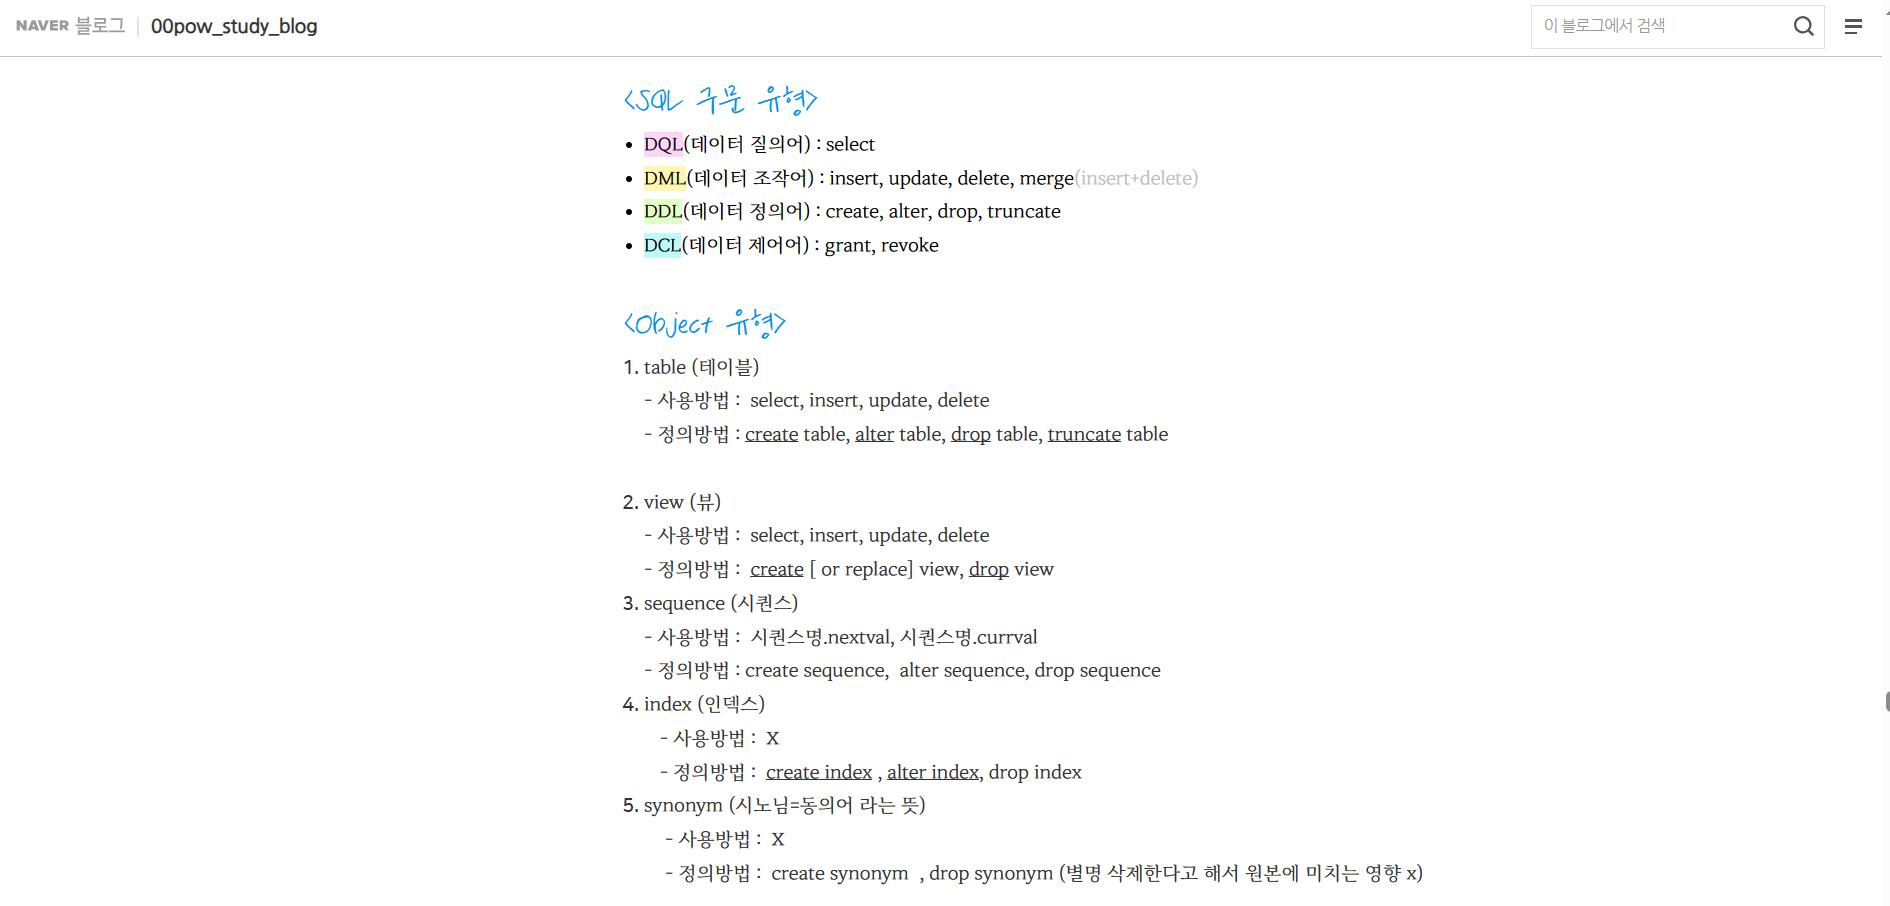 NAVER 블로그 | 00pow_study_blog
이 블로그에서 검색
<SQL 구문 유형>
• DQL(데이터 질의어) : select
• DML(데이터 조작어) : insert, update, delete, merge(insert+delete)
• DDL(데이터 정의어) : create, alter, drop, truncate
• DCL(데이터 제어어) : grant, revoke
<Object 유형>
1. table (테이블)
- 사용방법 : select, insert, update, delete
- 정의방법 : create table, alter table, drop table, truncate table
2. view (뷰)
- 사용방법 : select, insert, update, delete
- 정의방법 : create [ or replace] view, drop view
3. sequence (시퀀스)
- 사용방법 : 시퀀스명.nextval, 시퀀스명.currval
- 정의방법 : create sequence, alter sequence, drop sequence
4. index (인덱스)
- 사용방법 : X
- 정의방법 : create index , alter index, drop index
5. synonym (시노님=동의어 라는 뜻)
- 사용방법 : X
- 정의방법 : create synonym , drop synonym (별명 삭제한다고 해서 원본에 미치는 영향 x)